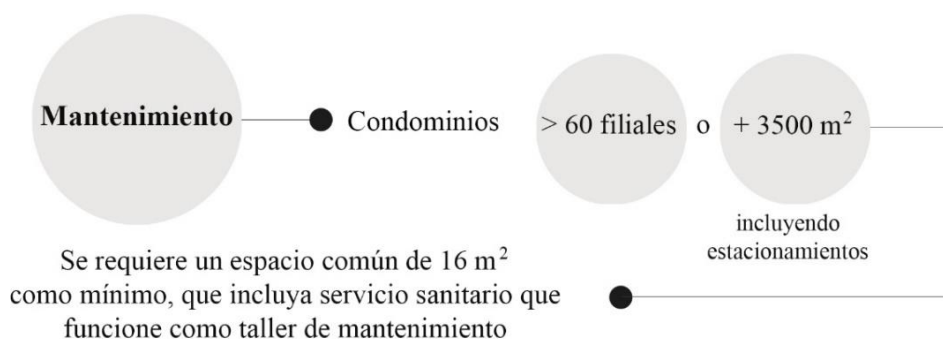 Mantenimiento
Condominios
> 60 filiales
o
+ 3500 m²
incluyendo
estacionamientos
Se requiere un espacio común de 16 m²
como mínimo, que incluya servicio sanitario que
funcione como taller de mantenimiento